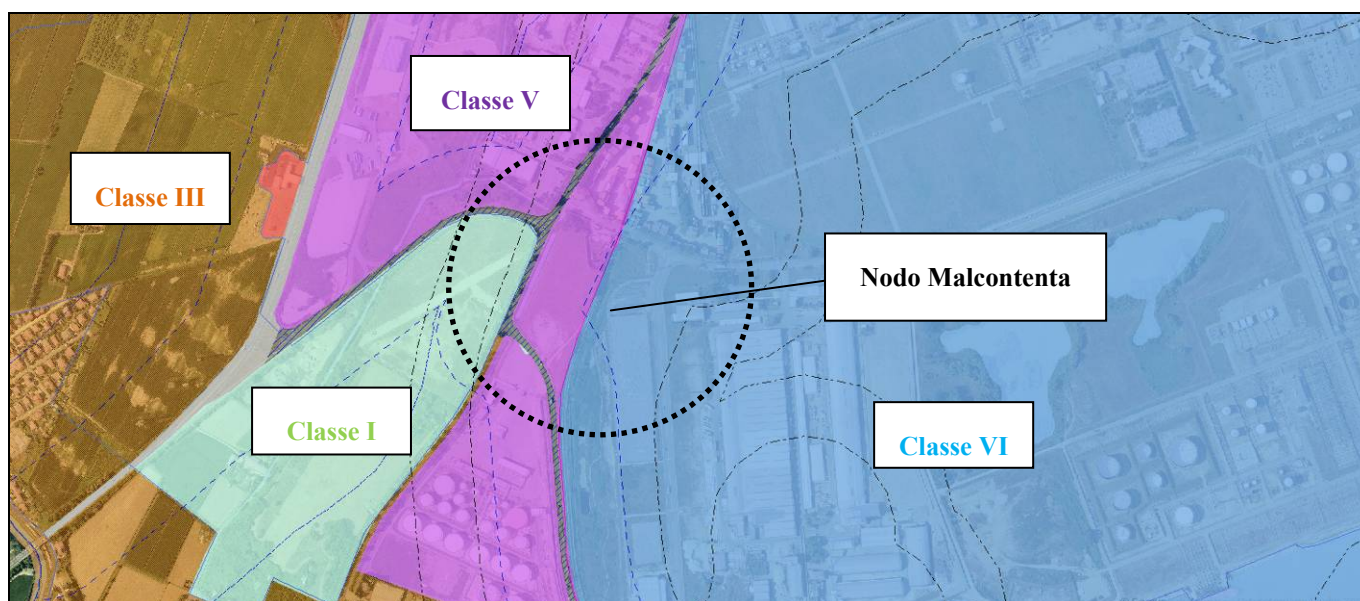 Classe V
Classe III
Nodo Malcontenta
Classe I
Classe VI